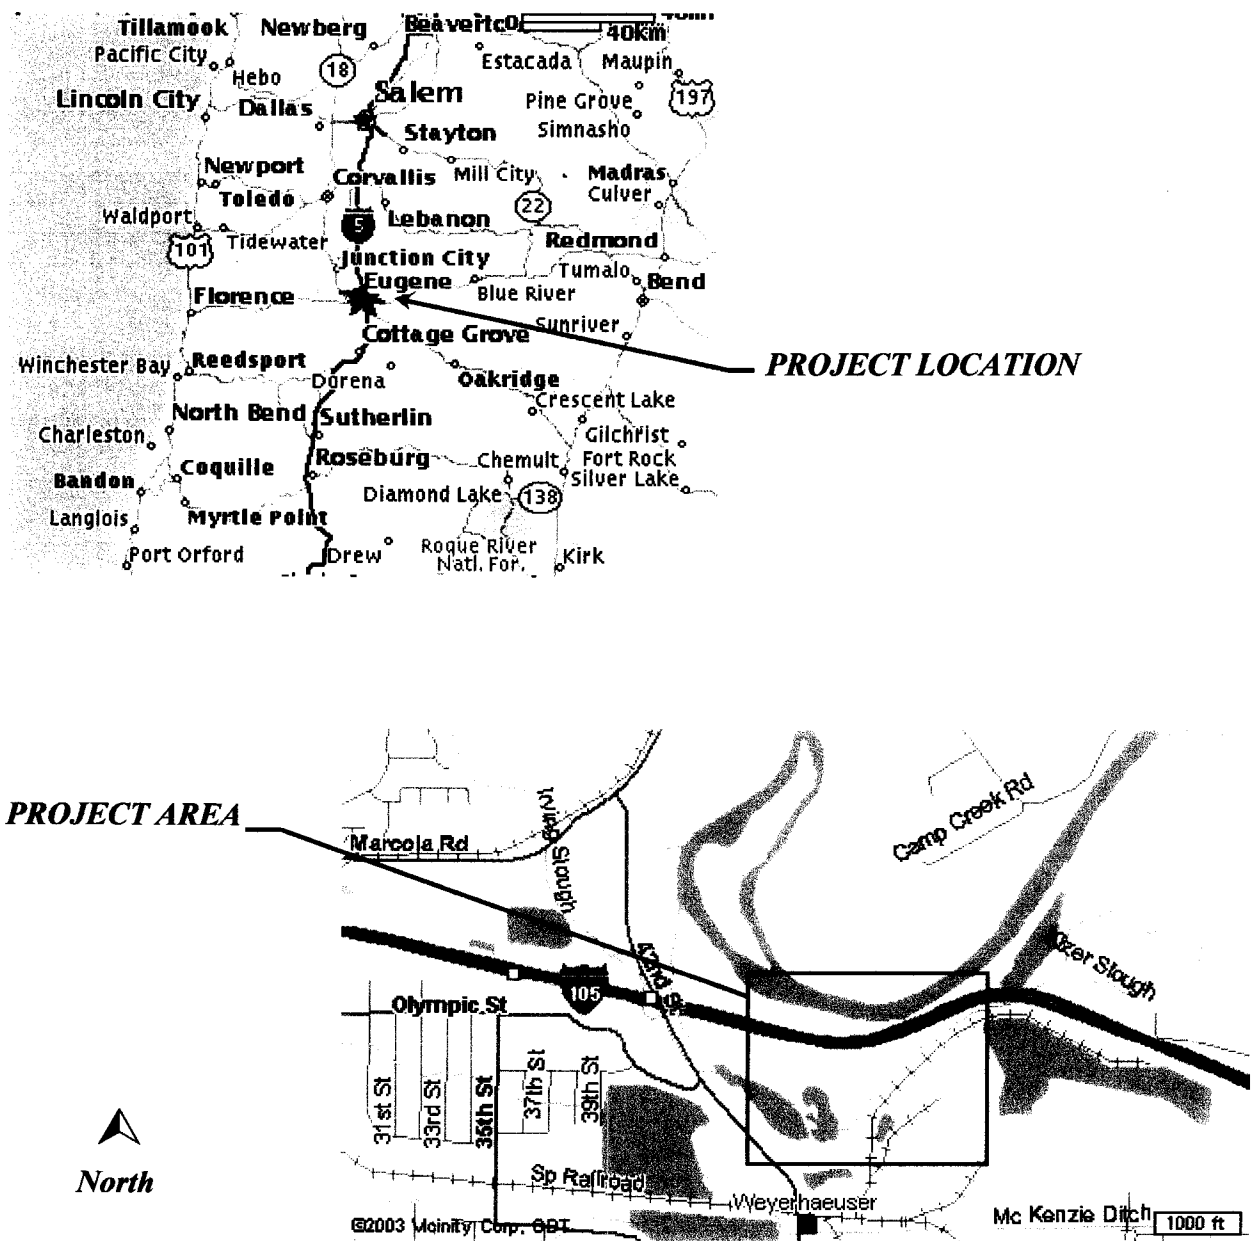 Tillamook
Newberg
40km
Pacific City
Hebo
18
Estacada
Maupin
Lincoln City
Dallas
Salem
Pine Grove
197
Simnasho
Stayton
Newport
Corvallis
Mill City
Madras
Toledo
Culver
Waldport
22
Lebanon
5
Tidewater
101
Redmond
Junction City
Tumalo
Eugene
Bend
Florence
Blue River
Sunriver
Cottage Grove
PROJECT LOCATION
Winchester Bay
Reedsport
Dorena
Oakridge
Crescent Lake
North Bend
Sutherlin
Charleston
Gilchrist
Coquille
Roseburg
Chemult
Fort Rock
Bandon
Silver Lake
Diamond Lake
138
Langlois
Myrtle Point
Port Orford
Drew
Rogue River
Natl. For.
Kirk
PROJECT AREA
Marcola Rd
Irving Slough
Camp Creek Rd
42nd St
Kizer Slough
105
Olympic St
31st St
33rd St
35th St
37th St
39th St
North
Sp Railroad
Weyerhaeuser
Mc Kenzie Ditch
1000 ft
©2003 Vicinity Corp. GDT